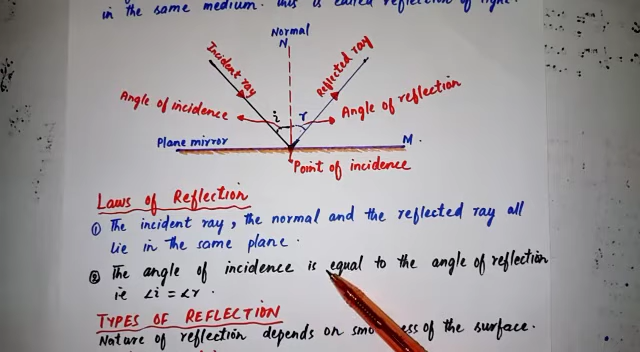 in the same medium. This is called reflection of light.
Normal
N
Incident ray
Reflected ray
Angle of incidence
i
r
Angle of reflection
Plane mirror
M.
Point of incidence
Laws of Reflection
① The incident ray, the normal and the reflected ray all
lie in the same plane.
② The angle of incidence is equal to the angle of reflection
ie ∠i = ∠r.
TYPES OF REFLECTION
Nature of reflection depends on of the surface.